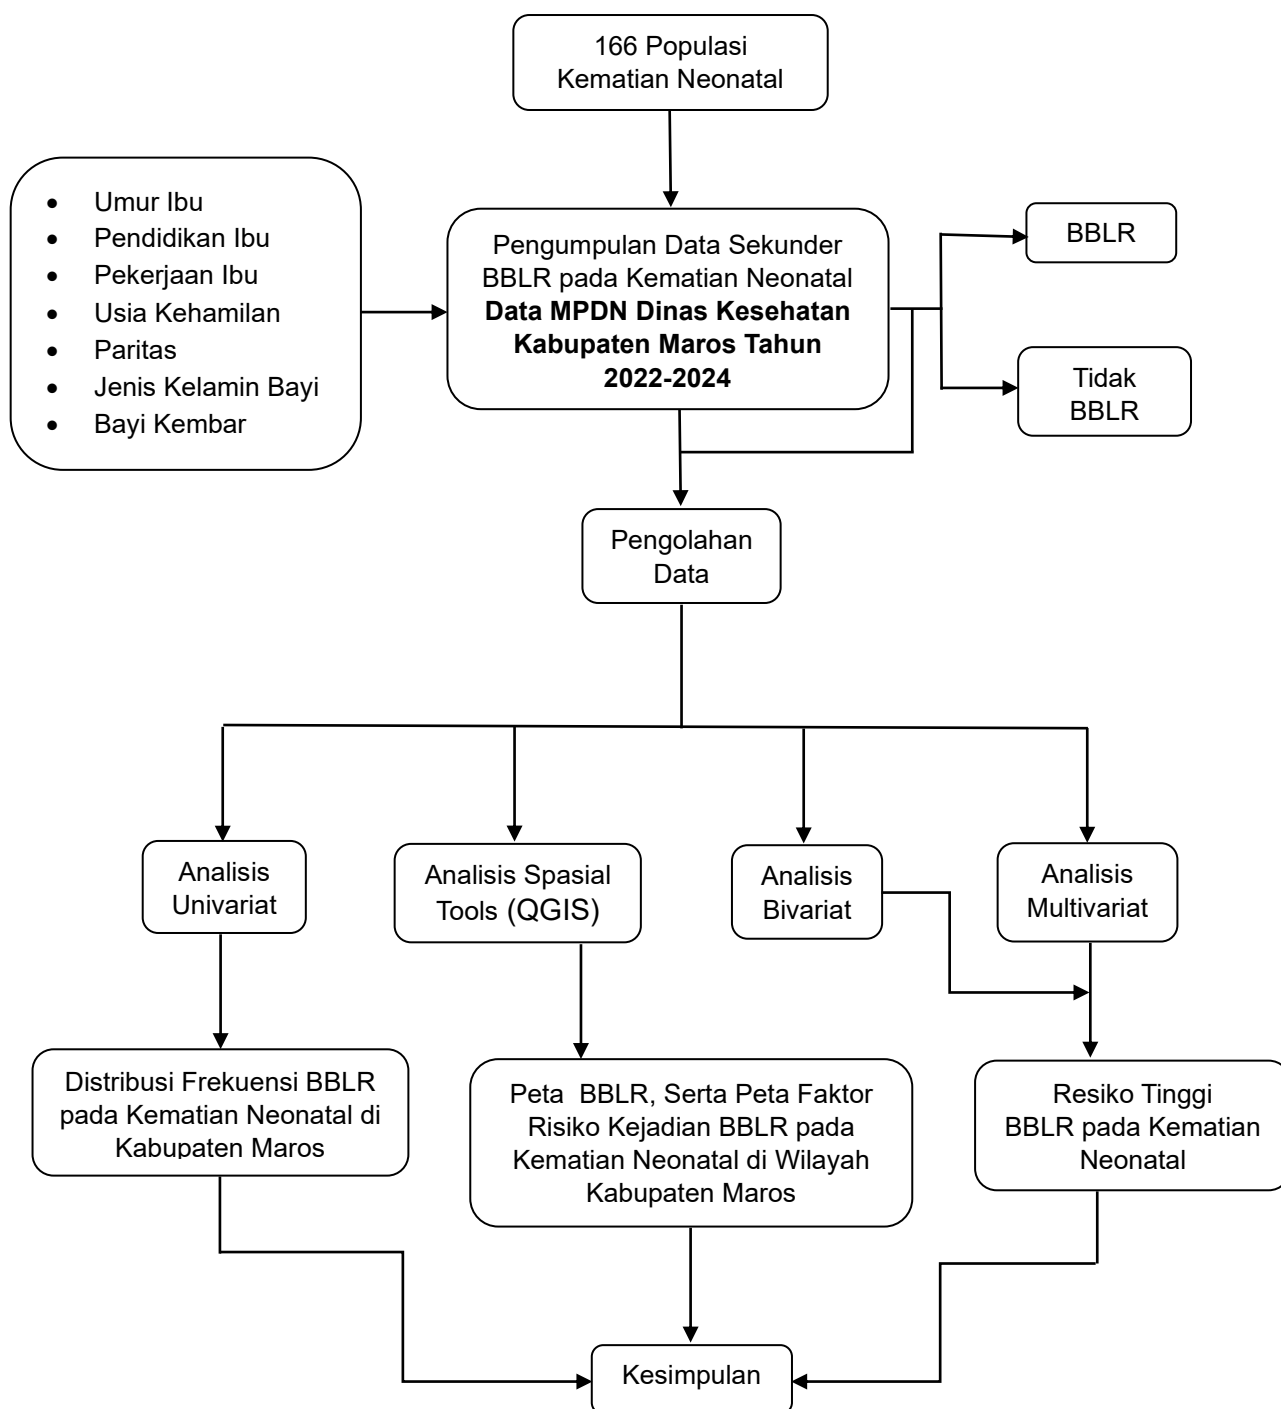 166 Populasi
Kematian Neonatal
• Umur Ibu
• Pendidikan Ibu
• Pekerjaan Ibu
• Usia Kehamilan
• Paritas
• Jenis Kelamin Bayi
• Bayi Kembar
Pengumpulan Data Sekunder
BBLR pada Kematian Neonatal
Data MPDN Dinas Kesehatan
Kabupaten Maros Tahun
2022-2024
BBLR
Tidak
BBLR
Pengolahan
Data
Analisis
Univariat
Analisis Spasial
Tools (QGIS)
Analisis
Bivariat
Analisis
Multivariat
Distribusi Frekuensi BBLR
pada Kematian Neonatal di
Kabupaten Maros
Peta BBLR, Serta Peta Faktor
Risiko Kejadian BBLR pada
Kematian Neonatal di Wilayah
Kabupaten Maros
Resiko Tinggi
BBLR pada Kematian
Neonatal
Kesimpulan